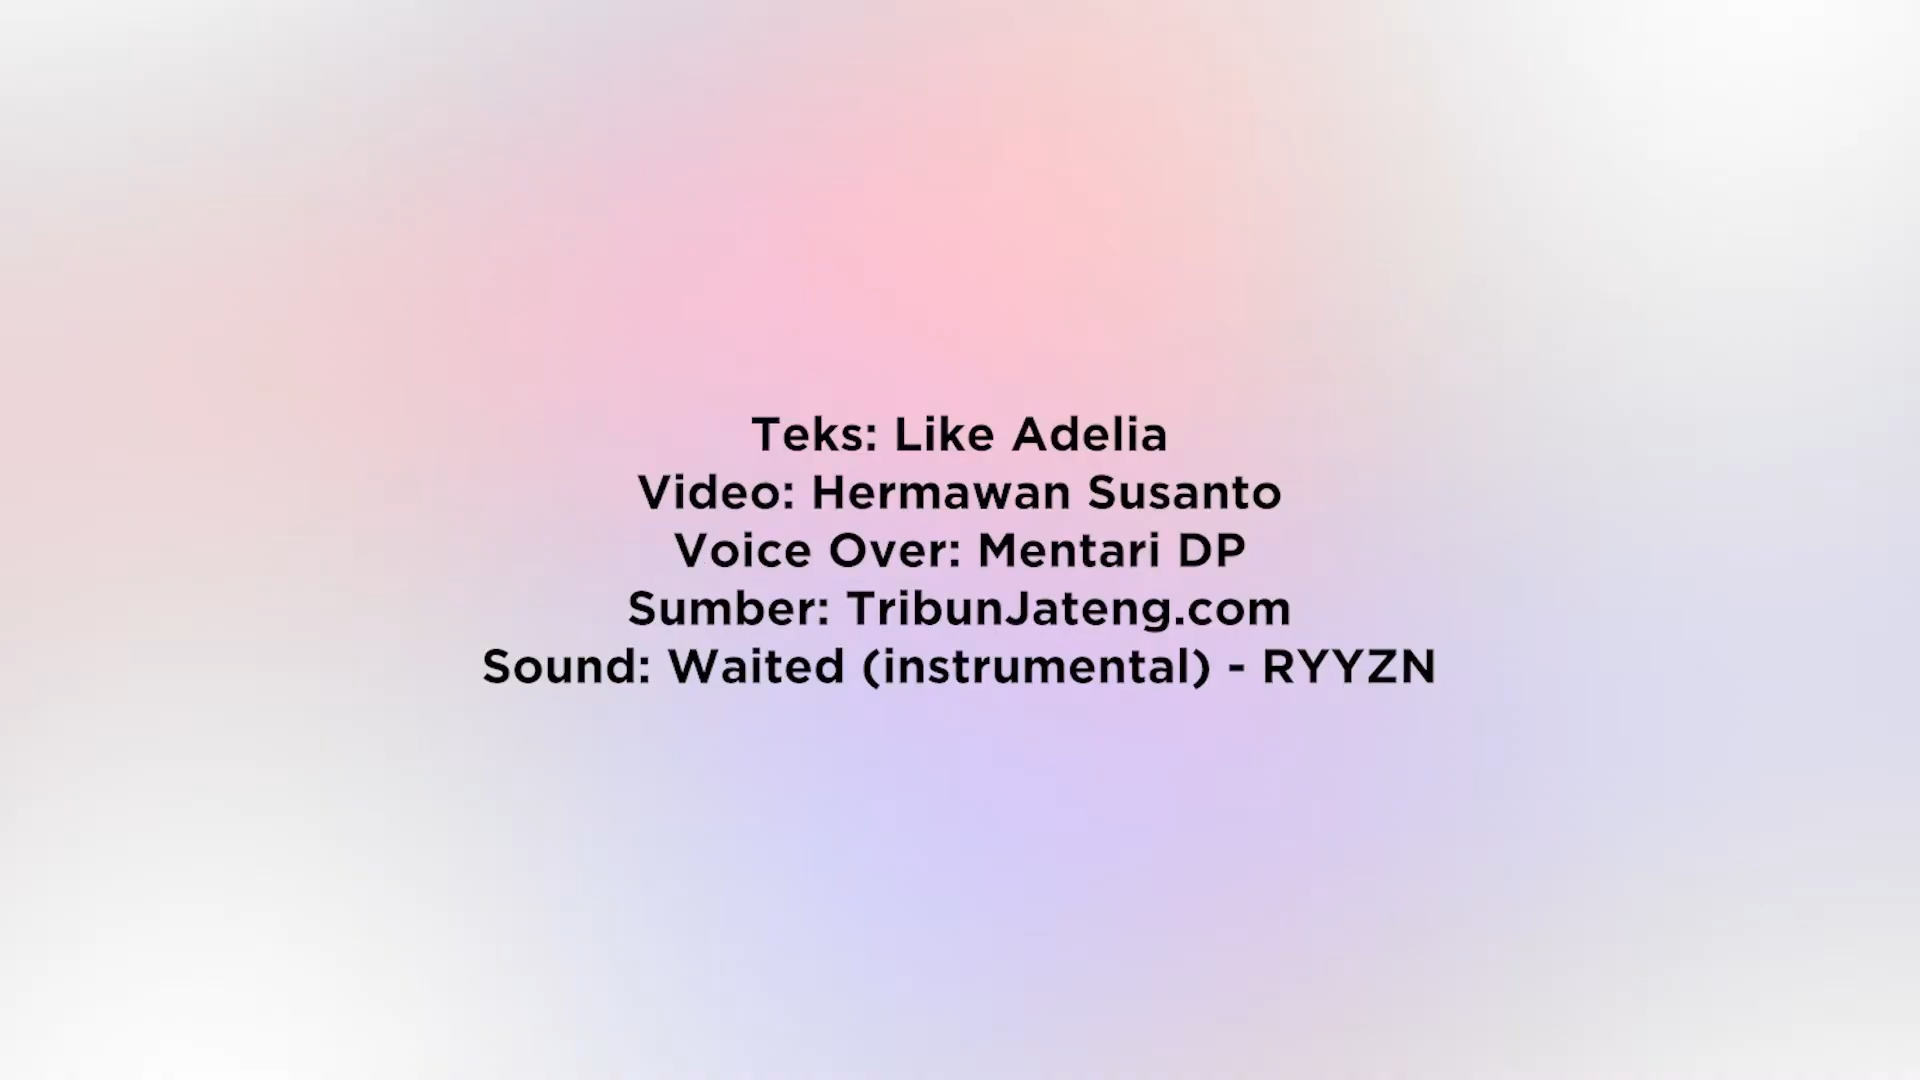 Teks: Like Adelia
Video: Hermawan Susanto
Voice Over: Mentari DP
Sumber: TribunJateng.com
Sound: Waited (instrumental) - RYYZN